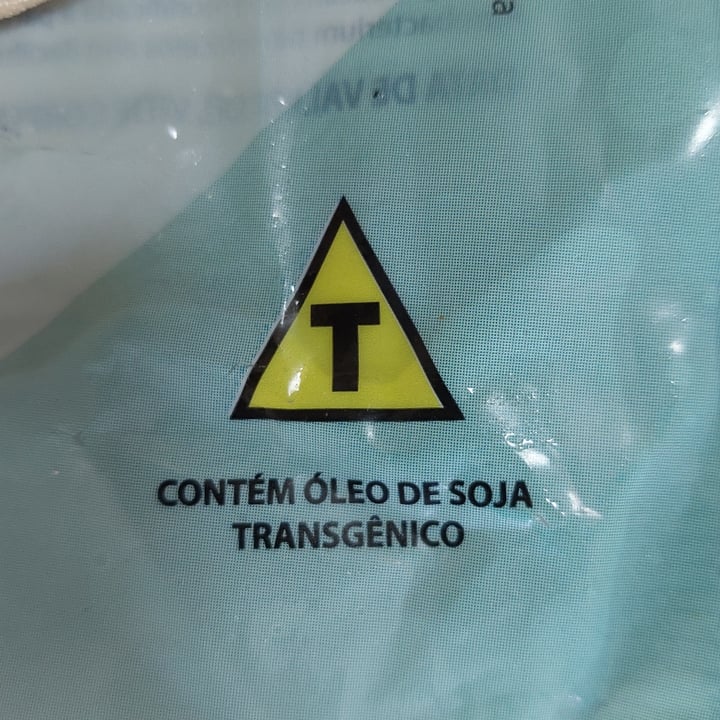 T
CONTÉM ÓLEO DE SOJA
TRANSGÊNICO